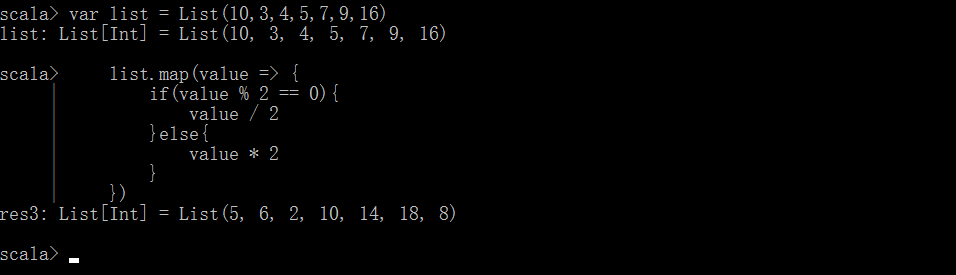 scala> var list = List(10,3,4,5,7,9,16)
list: List[Int] = List(10, 3, 4, 5, 7, 9, 16)
scala>     list.map(value => {
     |         if(value % 2 == 0){
     |             value / 2
     |         }else{
     |             value * 2
     |         }
     |     })
res3: List[Int] = List(5, 6, 2, 10, 14, 18, 8)
scala>